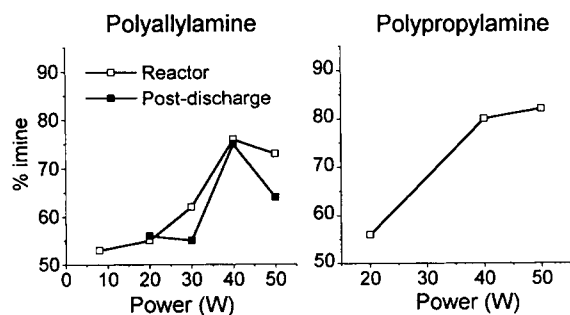 Polyallylamine
Polypropylamine
Reactor
Post-discharge
% imine
90
80
70
60
50
0 10 20 30 40 50
Power (W)
90
80
70
60
50
20 30 40 50
Power (W)